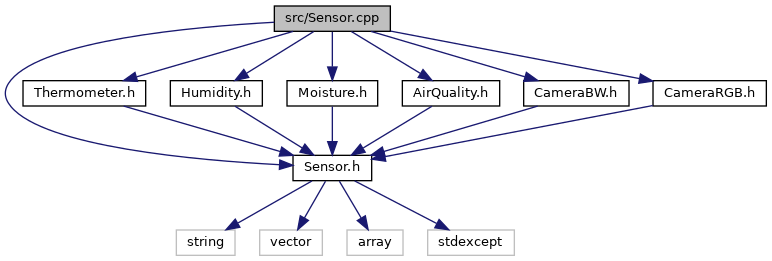 src/Sensor.cpp
Thermometer.h
Humidity.h
Moisture.h
AirQuality.h
CameraBW.h
CameraRGB.h
Sensor.h
string
vector
array
stdexcept